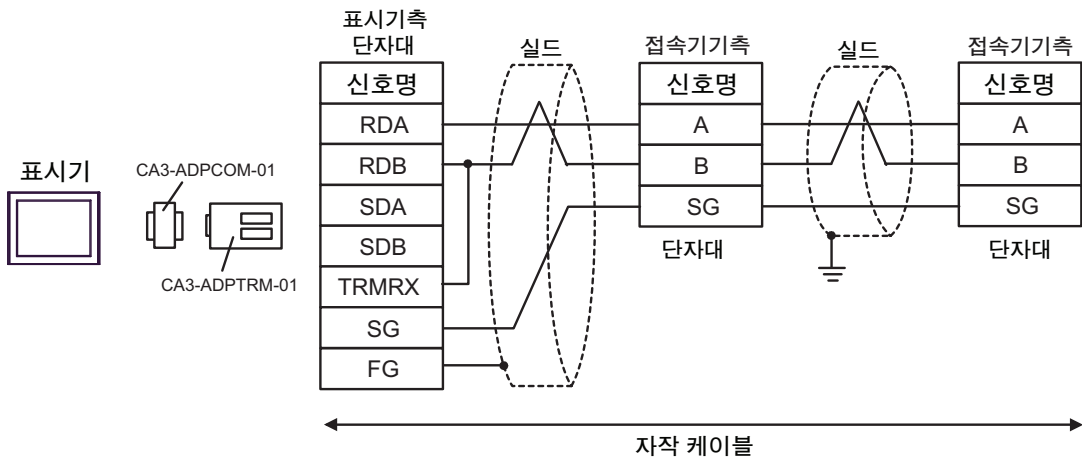 표시기
CA3-ADPCOM-01
CA3-ADPTRM-01
표시기측
단자대
신호명
RDA
RDB
SDA
SDB
TRMRX
SG
FG
실드
접속기기측
신호명
A
B
SG
단자대
실드
접속기기측
신호명
A
B
SG
단자대
자작 케이블